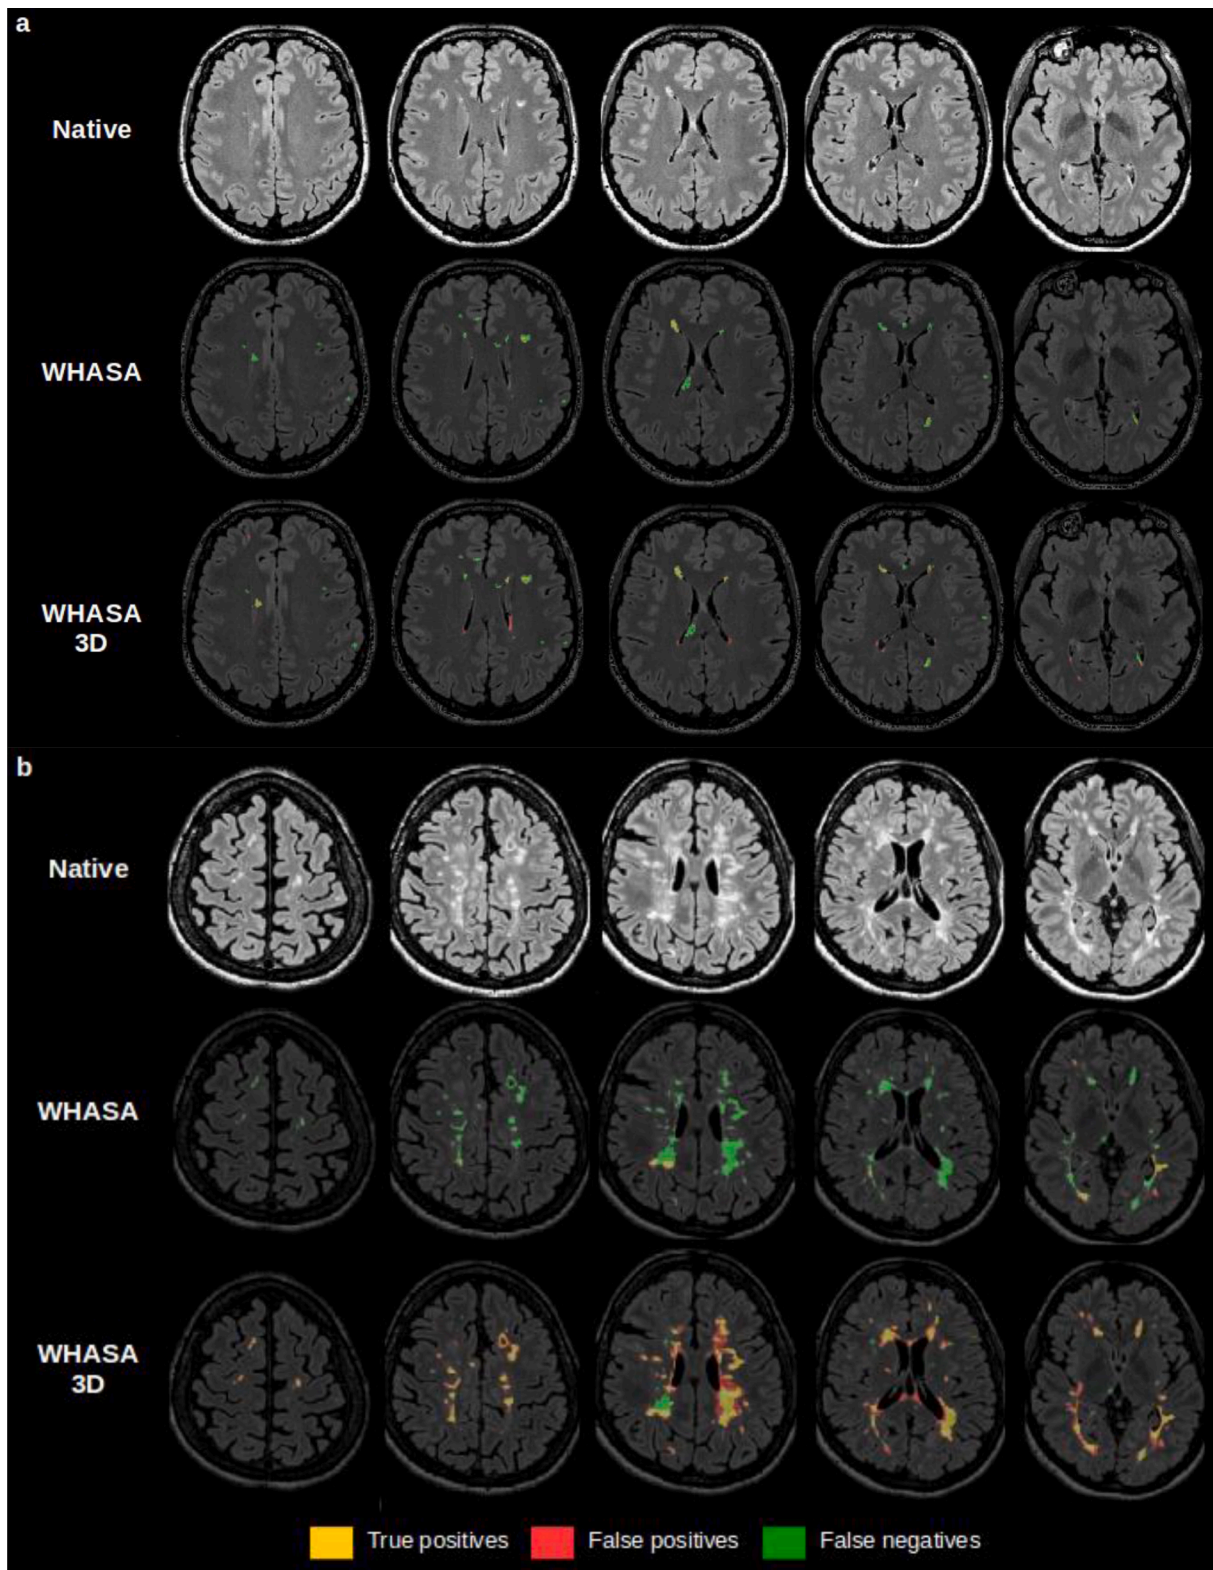 a
Native
WHASA
WHASA
3D
b
Native
WHASA
WHASA
3D
True positives
False positives
False negatives